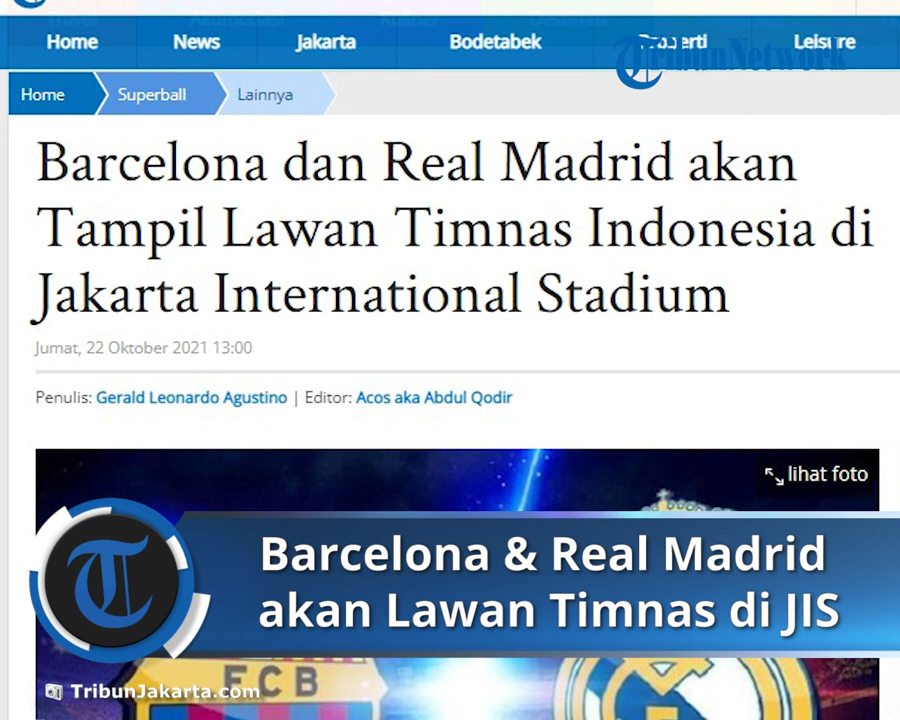 Home News Jakarta Bodetabek Properti Leisure
TribunNetwork
Home Superball Lainnya
Barcelona dan Real Madrid akan
Tampil Lawan Timnas Indonesia di
Jakarta International Stadium
Jumat, 22 Oktober 2021 13:00
Penulis: Gerald Leonardo Agustino | Editor: Acos aka Abdul Qodir
lihat foto
Barcelona & Real Madrid
akan Lawan Timnas di JIS
T
FCB
TribunJakarta.com